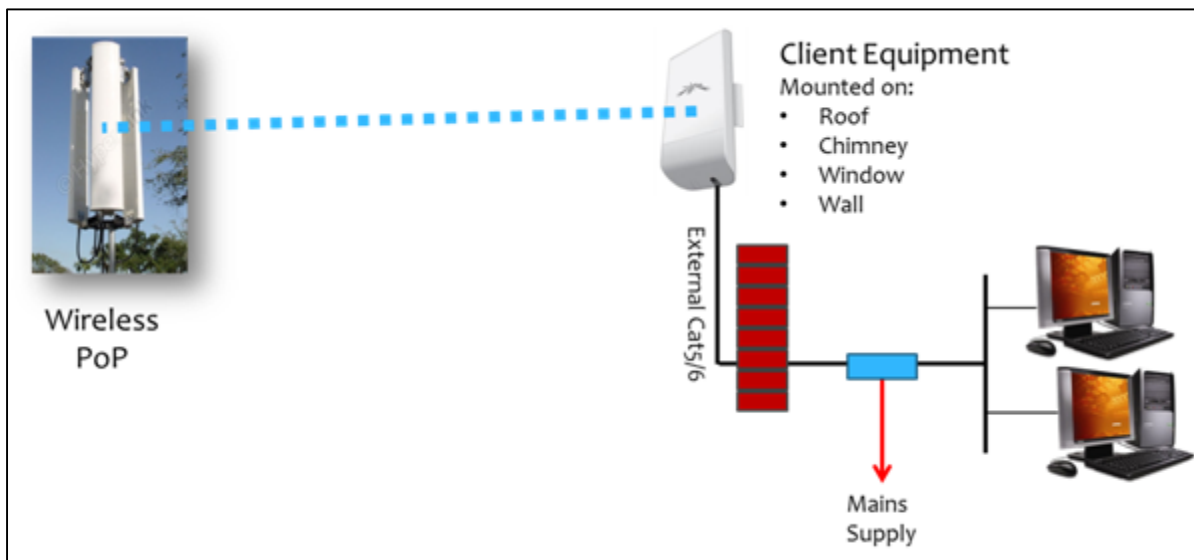 Wireless
PoP
Client Equipment
Mounted on:
• Roof
• Chimney
• Window
• Wall
External Cat5/6
Mains
Supply